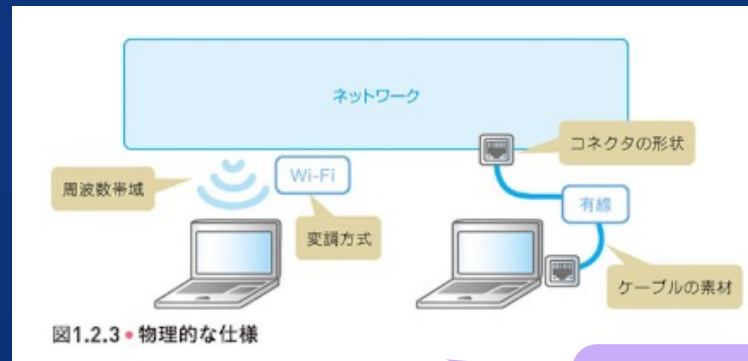 ネットワーク
コネクタの形状
周波数帯域
Wi-Fi
変調方式
有線
ケーブルの素材
図1.2.3•物理的な仕様